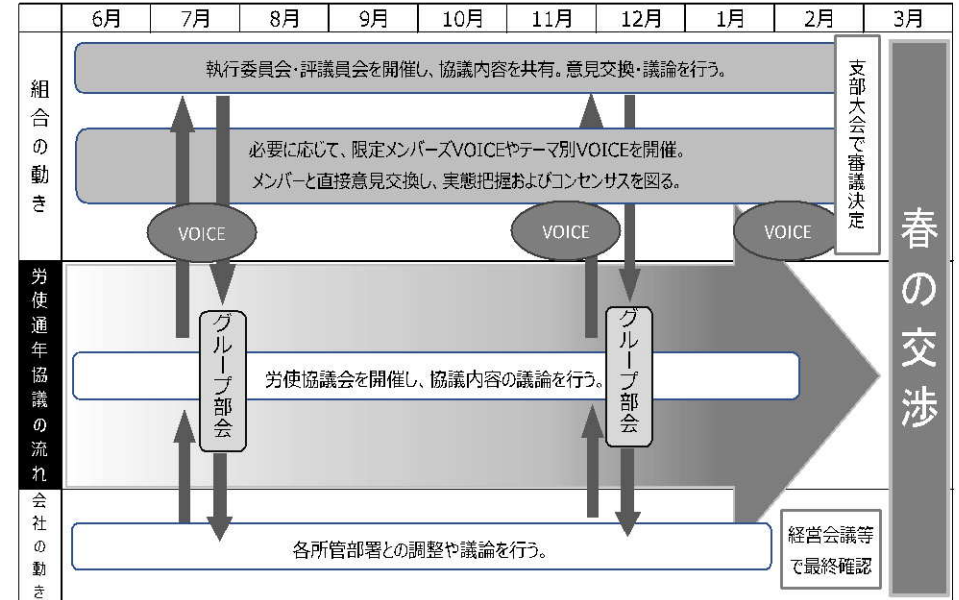 6月 7月 8月 9月 10月 11月 12月 1月 2月 3月
組合の動き
執行委員会・評議員会を開催し、協議内容を共有。意見交換・議論を行う。
必要に応じて、限定メンバーズVOICEやテーマ別VOICEを開催。
メンバーと直接意見交換し、実態把握およびコンセンサスを図る。
VOICE
VOICE
VOICE
支部大会で審議決定
労使通年協議の流れ
グループ部会
労使協議会を開催し、協議内容の議論を行う。
グループ部会
会社の動き
各所管部署との調整や議論を行う。
経営会議等
で最終確認
春の交渉